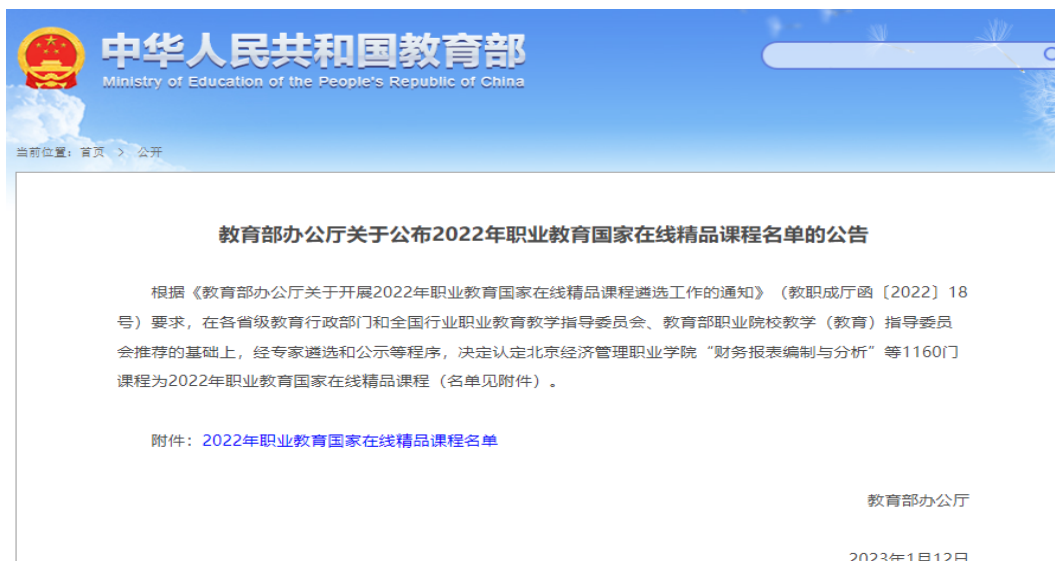 中华人民共和国教育部
Ministry of Education of the People's Republic of China
当前位置：首页 > 公开
教育部办公厅关于公布2022年职业教育国家在线精品课程名单的公告
根据《教育部办公厅关于开展2022年职业教育国家在线精品课程遴选工作的通知》（教职成厅函〔2022〕18
号）要求，在各省级教育行政部门和全国行业职业教育教学指导委员会、教育部职业院校教学（教育）指导委员
会推荐的基础上，经专家遴选和公示等程序，决定认定北京经济管理职业学院“财务报表编制与分析”等1160门
课程为2022年职业教育国家在线精品课程（名单见附件）。
附件：2022年职业教育国家在线精品课程名单
教育部办公厅
2023年1月12日